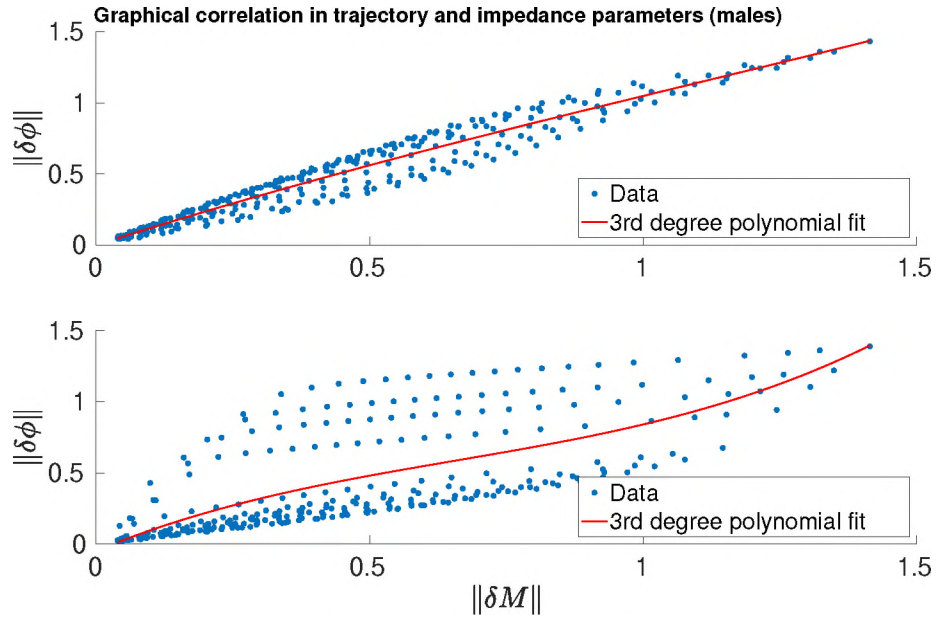 Graphical correlation in trajectory and impedance parameters (males)
1.5
1
0.5
0
∥δϕ∥
0
0.5
1
1.5
Data
3rd degree polynomial fit
1.5
1
0.5
0
∥δϕ∥
0
0.5
1
1.5
Data
3rd degree polynomial fit
∥δM∥